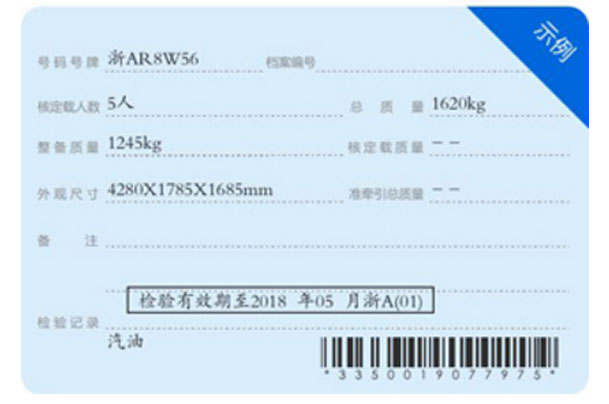 示例
号码号牌 浙AR8W56 档案编号
核定载人数 5人 总质量 1620kg
整备质量 1245kg 核定载质量 --
外观尺寸 4280X1785X1685mm 准牵引总质量 --
备注
检验有效期至2018 年05 月浙A(01)
检验记录
汽油
*3350019077975*